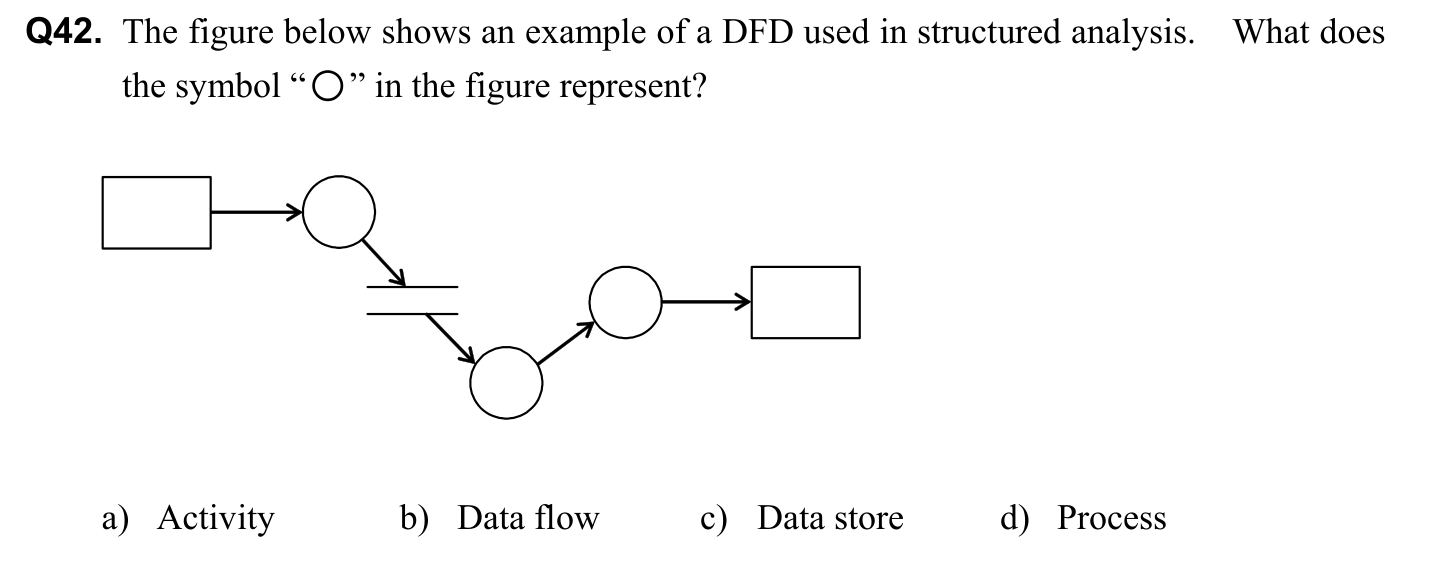 Q42. The figure below shows an example of a DFD used in structured analysis. What does
the symbol “○” in the figure represent?
a) Activity b) Data flow c) Data store d) Process